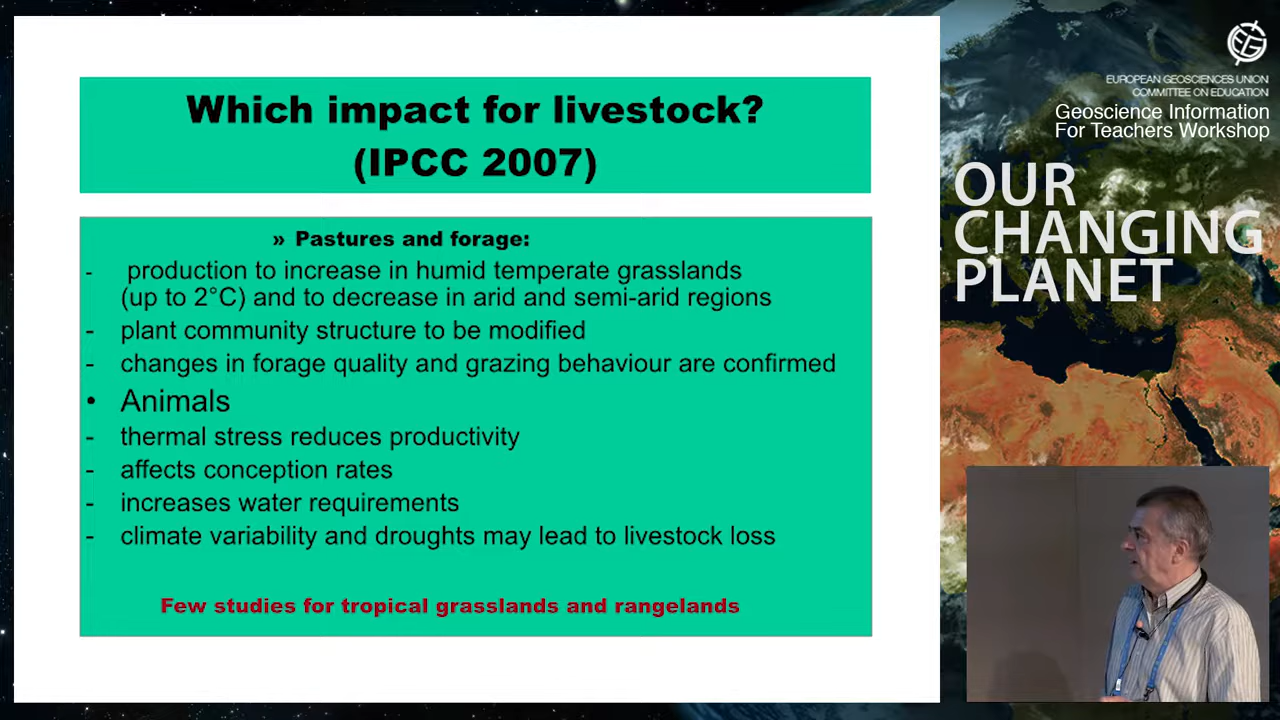 Which impact for livestock?
(IPCC 2007)
» Pastures and forage:
- production to increase in humid temperate grasslands
(up to 2°C) and to decrease in arid and semi-arid regions
- plant community structure to be modified
- changes in forage quality and grazing behaviour are confirmed
• Animals
- thermal stress reduces productivity
- affects conception rates
- increases water requirements
- climate variability and droughts may lead to livestock loss
Few studies for tropical grasslands and rangelands
EUROPEAN GEOSCIENCES UNION
COMMITTEE ON EDUCATION
Geoscience Information
For Teachers Workshop
OUR
CHANGING
PLANET